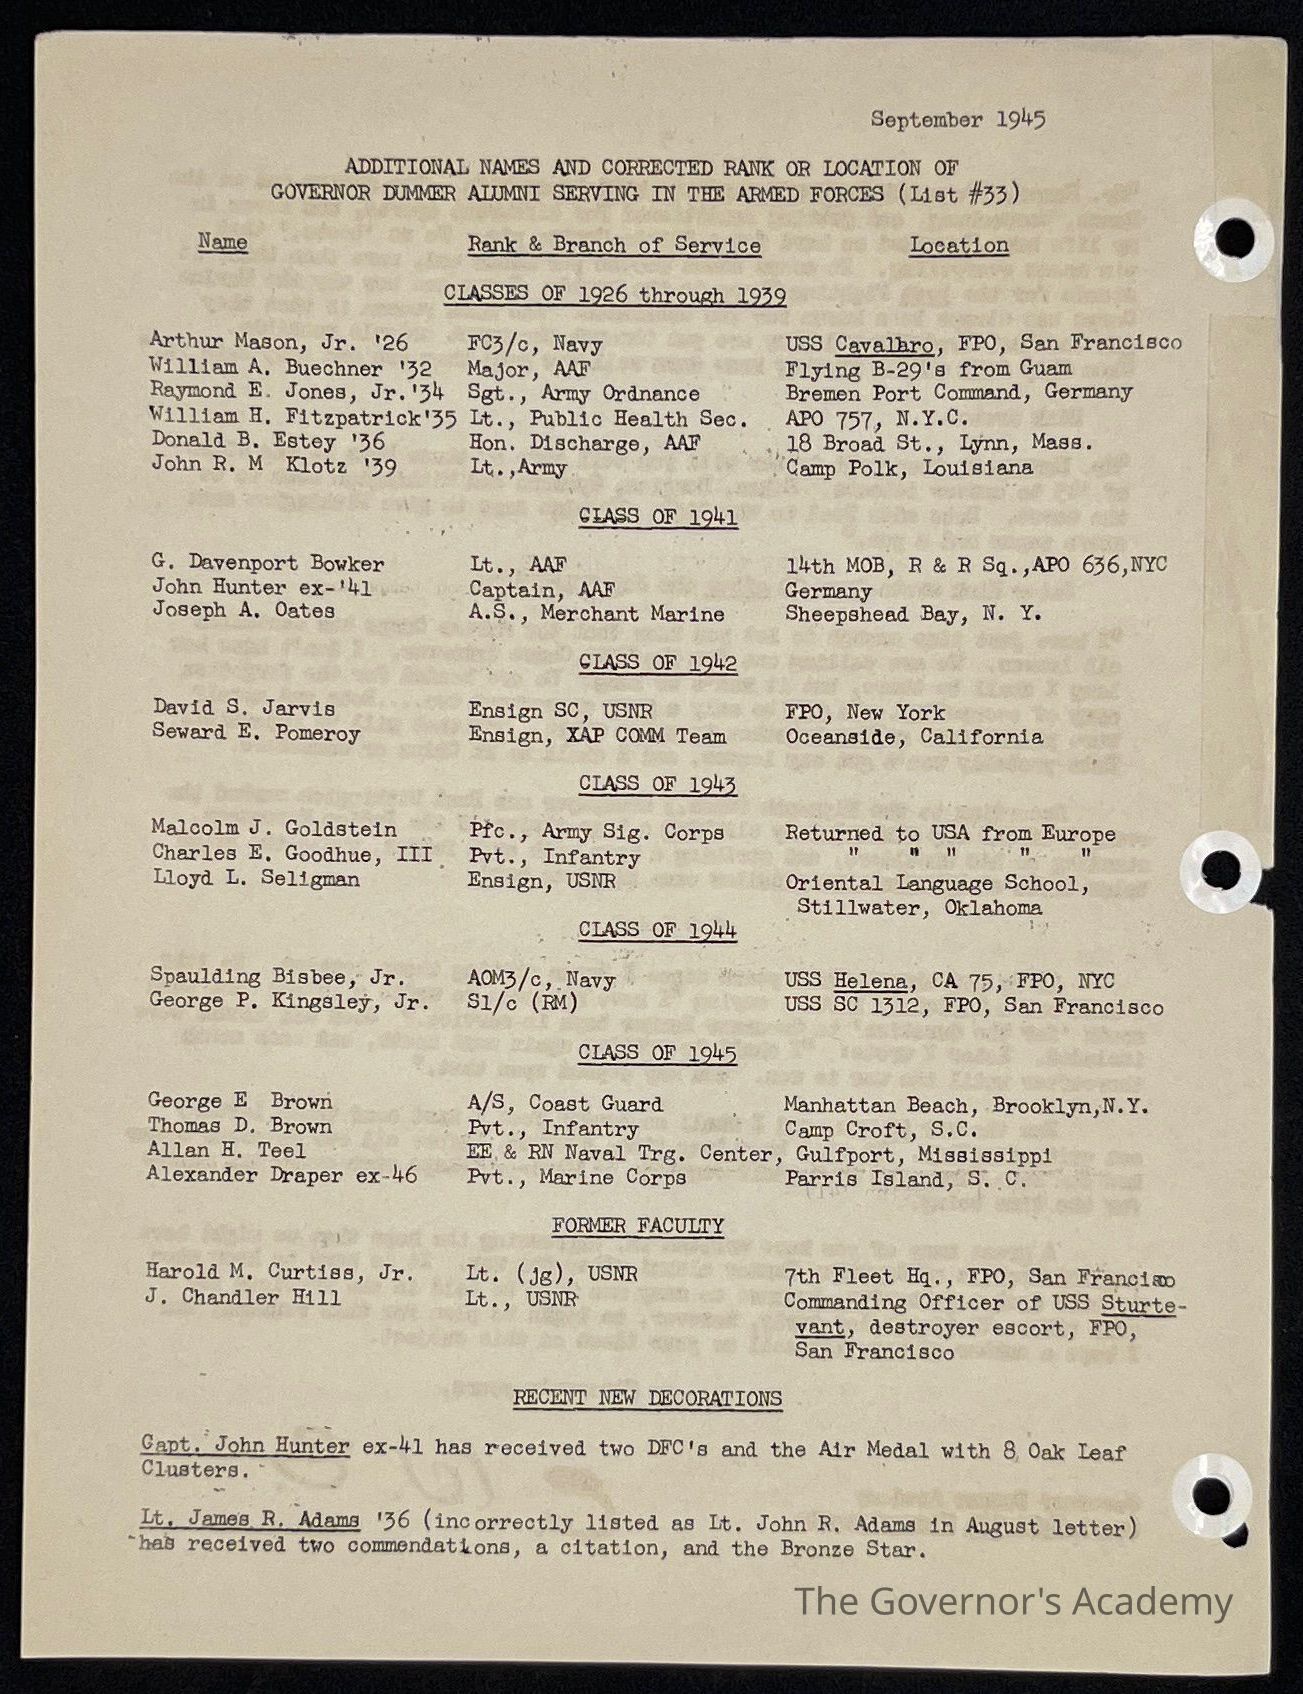 September 1945
ADDITIONAL NAMES AND CORRECTED RANK OR LOCATION OF
GOVERNOR DUMMER ALUMNI SERVING IN THE ARMED FORCES (List #33)
Name Rank & Branch of Service Location
CLASSES OF 1926 through 1939
Arthur Mason, Jr. '26 FC3/c, Navy USS Cavalbro, FPO, San Francisco
William A. Buechner '32 Major, AAF Flying B-29's from Guam
Raymond E. Jones, Jr.'34 Sgt., Army Ordnance Bremen Port Command, Germany
William H. Fitzpatrick'35 Lt., Public Health Sec. APO 757, N.Y.C.
Donald B. Estey '36 Hon. Discharge, AAF 18 Broad St., Lynn, Mass.
John R. M Klotz '39 Lt.,Army Camp Polk, Louisiana
CLASS OF 1941
G. Davenport Bowker Lt., AAF 14th MOB, R & R Sq.,APO 636,NYC
John Hunter ex-'41 Captain, AAF Germany
Joseph A. Oates A.S., Merchant Marine Sheepshead Bay, N. Y.
CLASS OF 1942
David S. Jarvis Ensign SC, USNR FPO, New York
Seward E. Pomeroy Ensign, XAP COMM Team Oceanside, California
CLASS OF 1943
Malcolm J. Goldstein Pfc., Army Sig. Corps Returned to USA from Europe
Charles E. Goodhue, III Pvt., Infantry " " " " "
Lloyd L. Seligman Ensign, USNR Oriental Language School,
Stillwater, Oklahoma
CLASS OF 1944
Spaulding Bisbee, Jr. AOM3/c, Navy USS Helena, CA 75, FPO, NYC
George P. Kingsley, Jr. S1/c (RM) USS SC 1312, FPO, San Francisco
CLASS OF 1945
George E Brown A/S, Coast Guard Manhattan Beach, Brooklyn,N.Y.
Thomas D. Brown Pvt., Infantry Camp Croft, S.C.
Allan H. Teel EE & RN Naval Trg. Center, Gulfport, Mississippi
Alexander Draper ex-46 Pvt., Marine Corps Parris Island, S. C.
FORMER FACULTY
Harold M. Curtiss, Jr. Lt. (jg), USNR 7th Fleet Hq., FPO, San Francisco
J. Chandler Hill Lt., USNR Commanding Officer of USS Sturte-
vant, destroyer escort, FPO,
San Francisco
RECENT NEW DECORATIONS
Capt. John Hunter ex-41 has received two DFC's and the Air Medal with 8 Oak Leaf
Clusters.
Lt. James R. Adams '36 (incorrectly listed as Lt. John R. Adams in August letter)
has received two commendations, a citation, and the Bronze Star.
The Governor's Academy